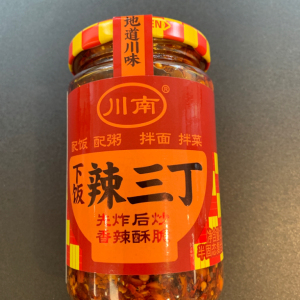 地道川味
川南
配饭 配粥 拌面 拌菜
下饭
辣三丁
先炸后炒
香辣酥脆